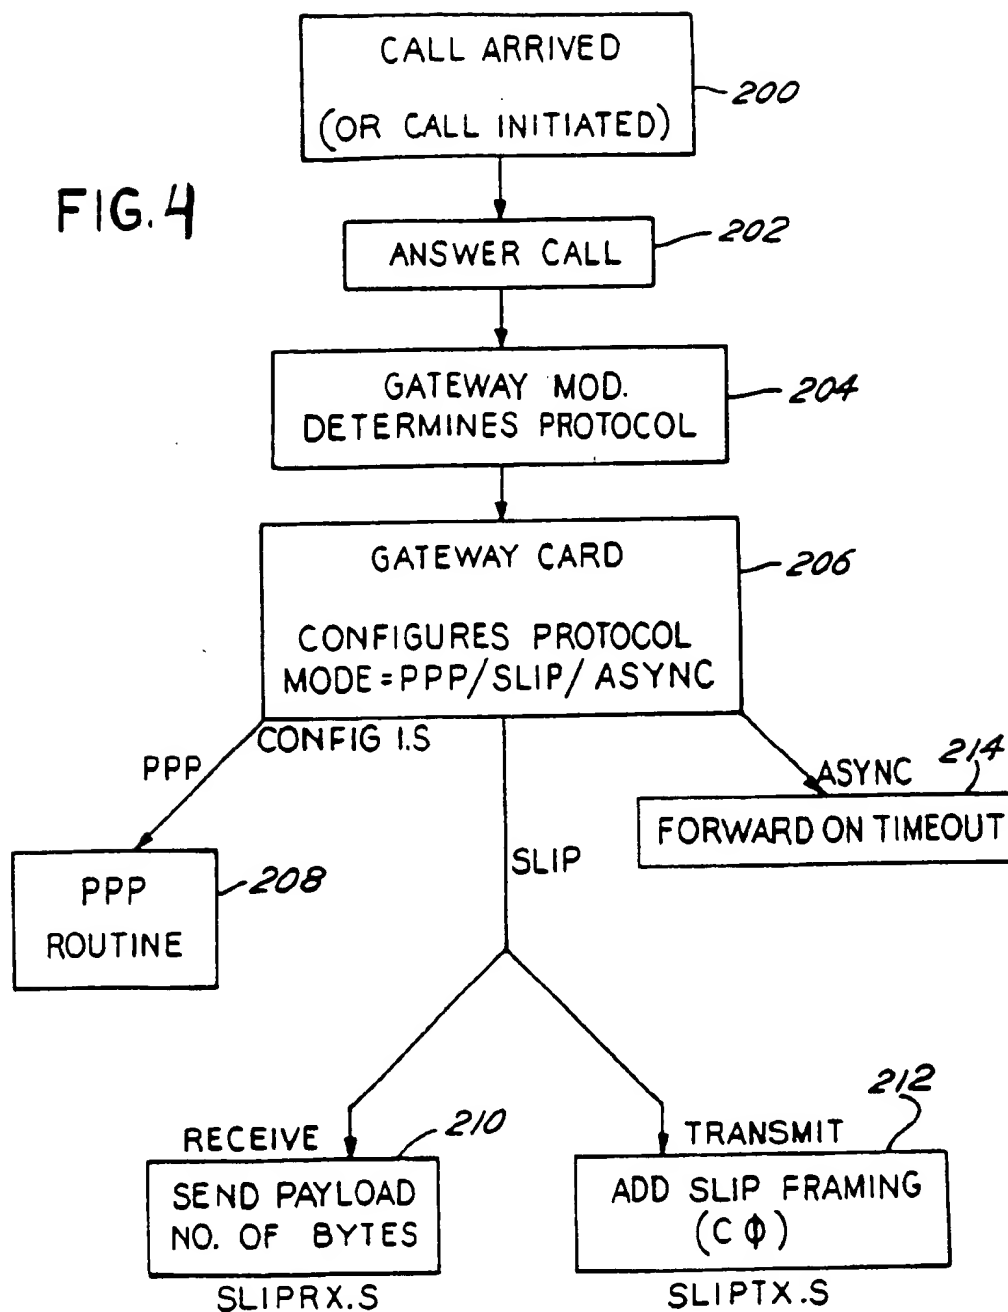 CALL ARRIVED
(OR CALL INITIATED)
200
FIG. 4
ANSWER CALL
202
GATEWAY MOD.
DETERMINES PROTOCOL
204
GATEWAY CARD
CONFIGURES PROTOCOL
MODE = PPP/SLIP/ASYNC
206
CONFIG I.S
PPP
PPP
ROUTINE
208
SLIP
ASYNC
214
FORWARD ON TIMEOUT
RECEIVE
210
SEND PAYLOAD
NO. OF BYTES
SLIPRX.S
TRANSMIT
212
ADD SLIP FRAMING
(CΦ)
SLIPTX.S